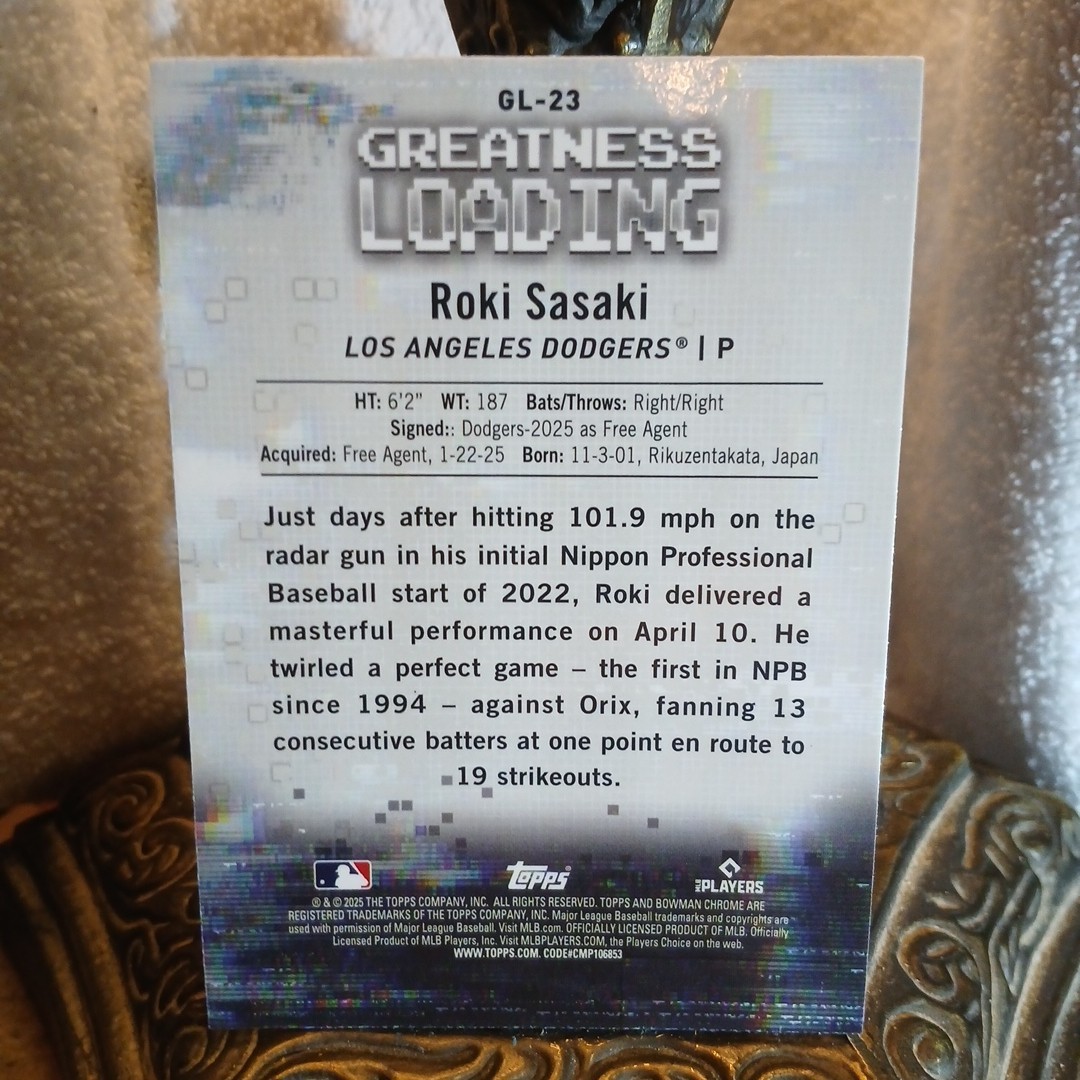 GL-23
GREATNESS
LOADING
Roki Sasaki
LOS ANGELES DODGERS® | P
HT: 6'2" WT: 187 Bats/Throws: Right/Right
Signed:: Dodgers-2025 as Free Agent
Acquired: Free Agent, 1-22-25 Born: 11-3-01, Rikuzentakata, Japan
Just days after hitting 101.9 mph on the
radar gun in his initial Nippon Professional
Baseball start of 2022, Roki delivered a
masterful performance on April 10. He
twirled a perfect game – the first in NPB
since 1994 – against Orix, fanning 13
consecutive batters at one point en route to
19 strikeouts.
Topps® MLB PLAYERS
® & © 2025 THE TOPPS COMPANY, INC. ALL RIGHTS RESERVED. TOPPS AND BOWMAN CHROME ARE
REGISTERED TRADEMARKS OF THE TOPPS COMPANY, INC. Major League Baseball trademarks and copyrights are
used with permission of Major League Baseball. Visit MLB.com. OFFICIALLY LICENSED PRODUCT OF MLB. Officially
Licensed Product of MLB Players, Inc. Visit MLBPLAYERS.COM, the Players Choice on the web.
WWW.TOPPS.COM. CODE#CMP106853